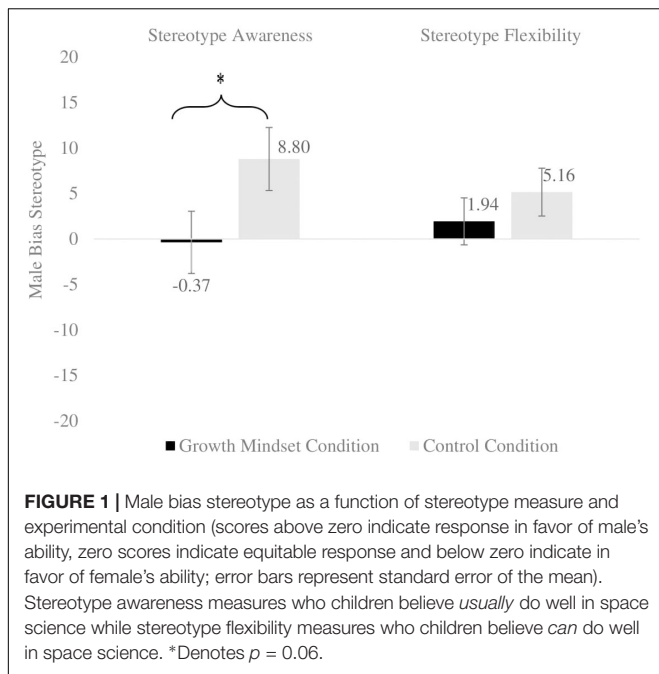 Stereotype Awareness Stereotype Flexibility
20
15
*
10
8.80
5
5.16
1.94
0
-0.37
-5
-10
-15
-20
Male Bias Stereotype
Growth Mindset Condition Control Condition
FIGURE 1 | Male bias stereotype as a function of stereotype measure and
experimental condition (scores above zero indicate response in favor of male's
ability, zero scores indicate equitable response and below zero indicate in
favor of female's ability; error bars represent standard error of the mean).
Stereotype awareness measures who children believe usually do well in space
science while stereotype flexibility measures who children believe can do well
in space science. *Denotes p = 0.06.